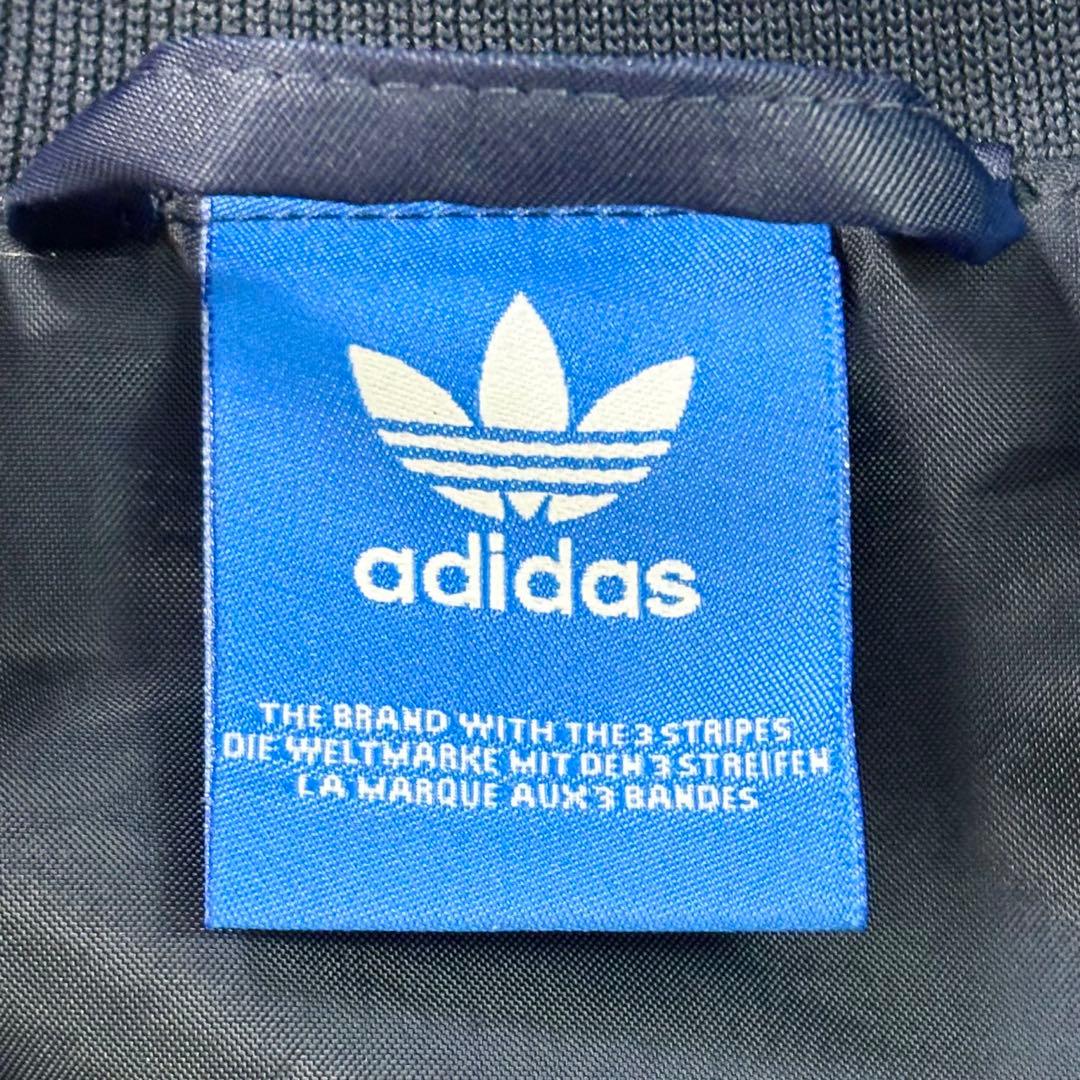 adidas
THE BRAND WITH THE 3 STRIPES
DIE WELTMARKE MIT DEN 3 STREIFEN
LA MARQUE AUX 3 BANDES